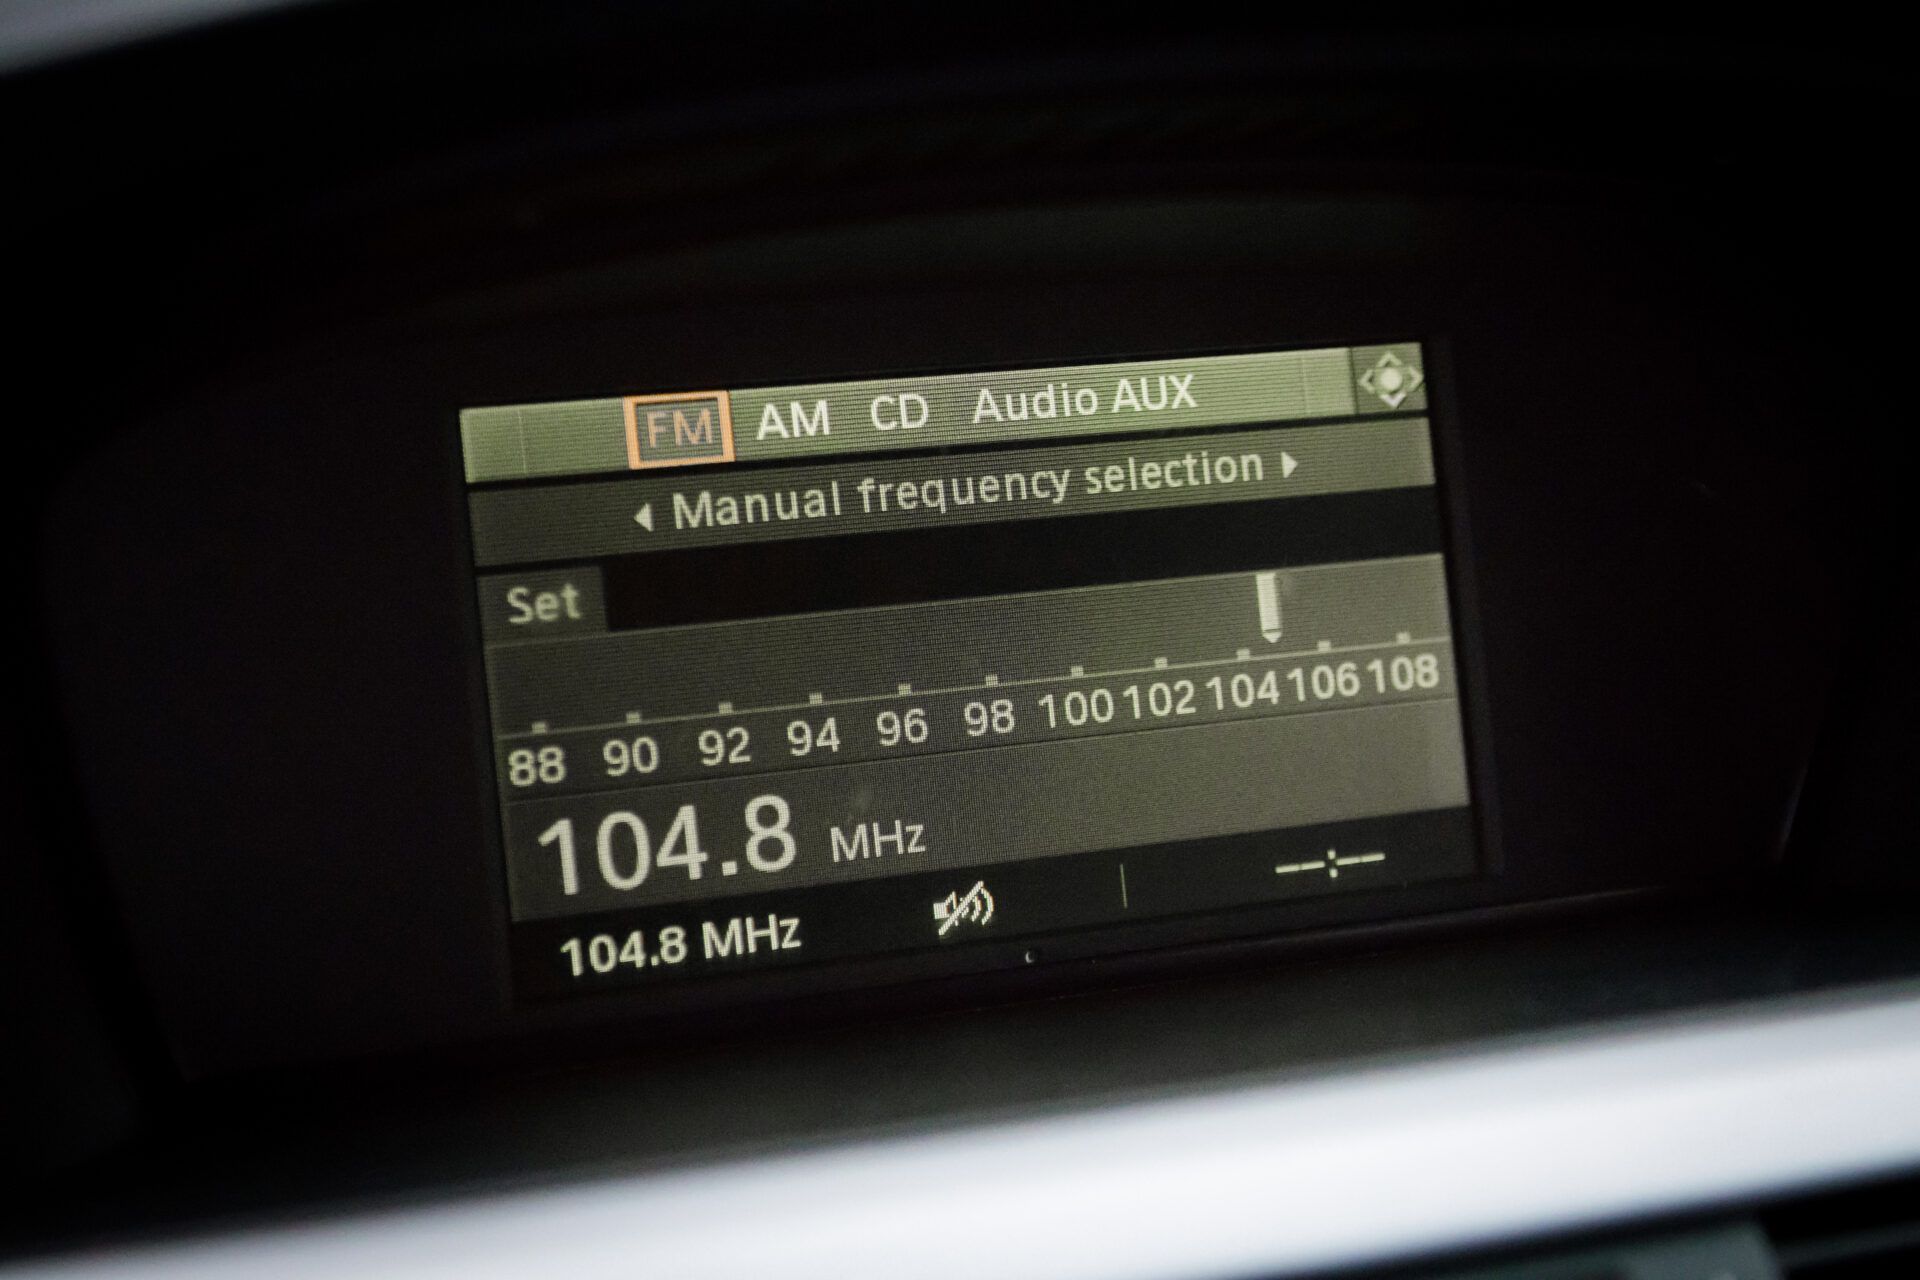 FM AM CD Audio AUX
Manual frequency selection
Set
88 90 92 94 96 98 100 102 104 106 108
104.8 MHz
104.8 MHz --:--